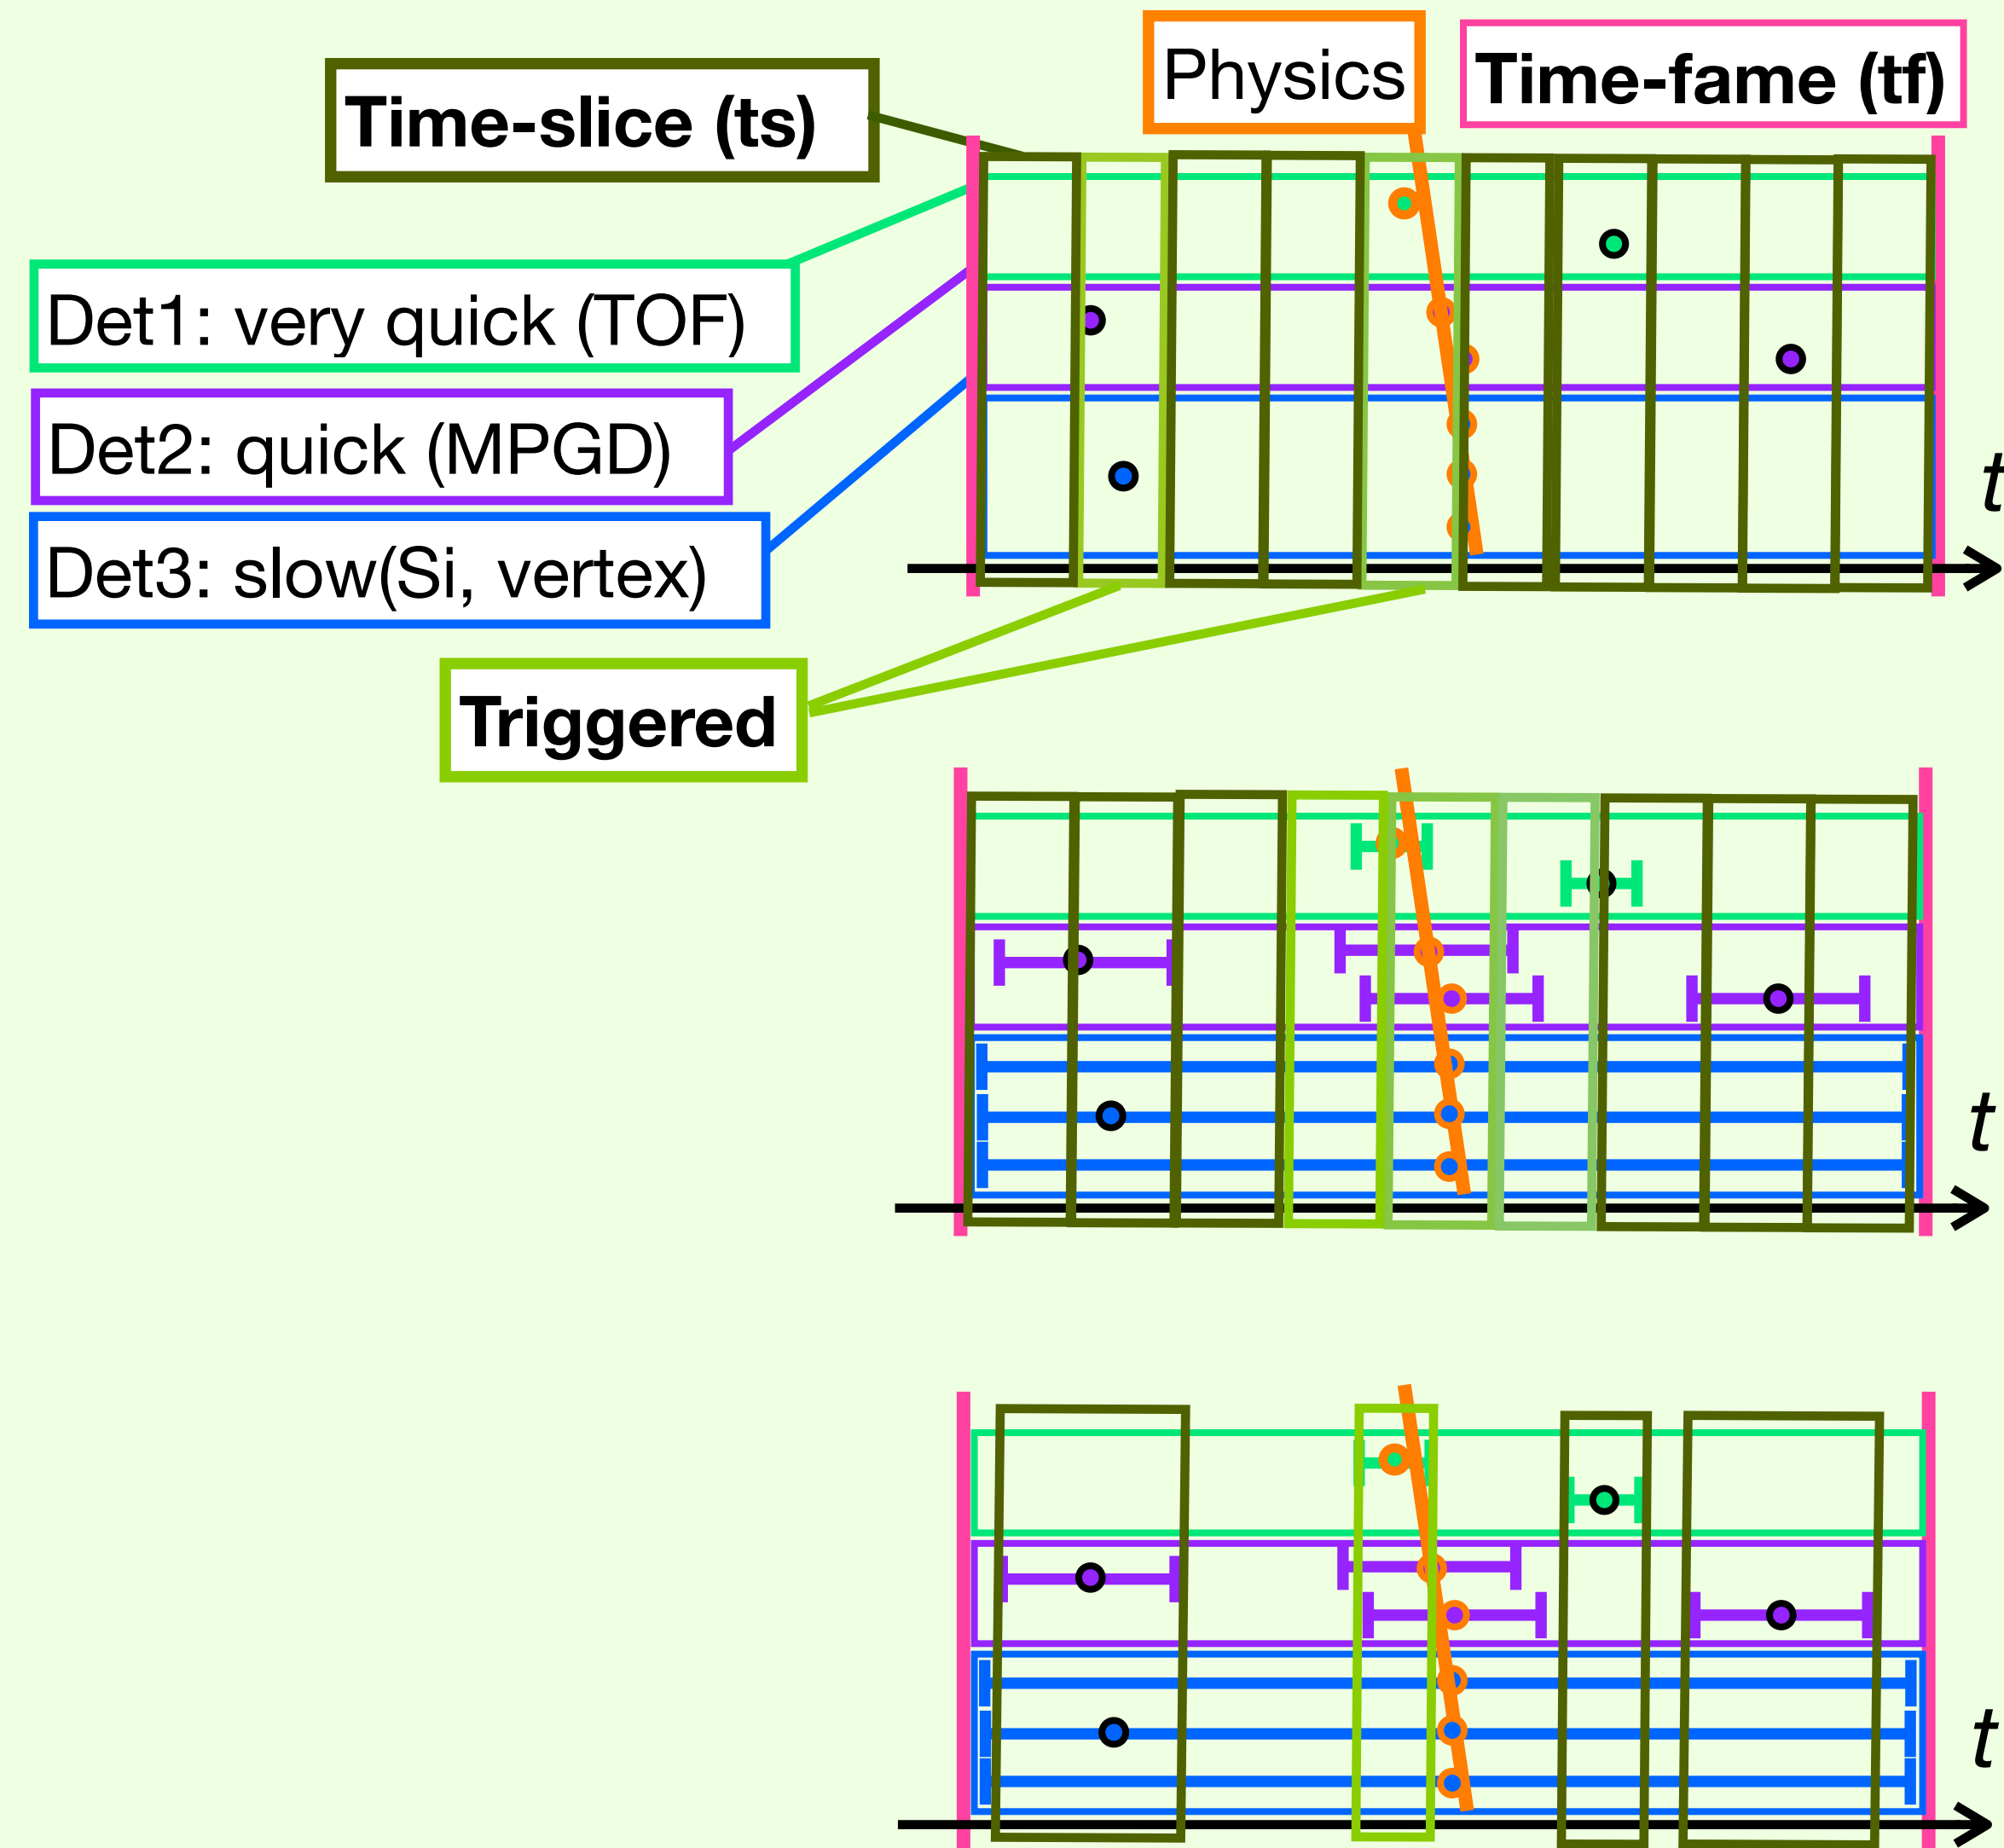 Physics
Time-fame (tf)
Time-slice (ts)
Det1: very quick (TOF)
Det2: quick (MPGD)
Det3: slow(Si, vertex)
t
Triggered
t
t